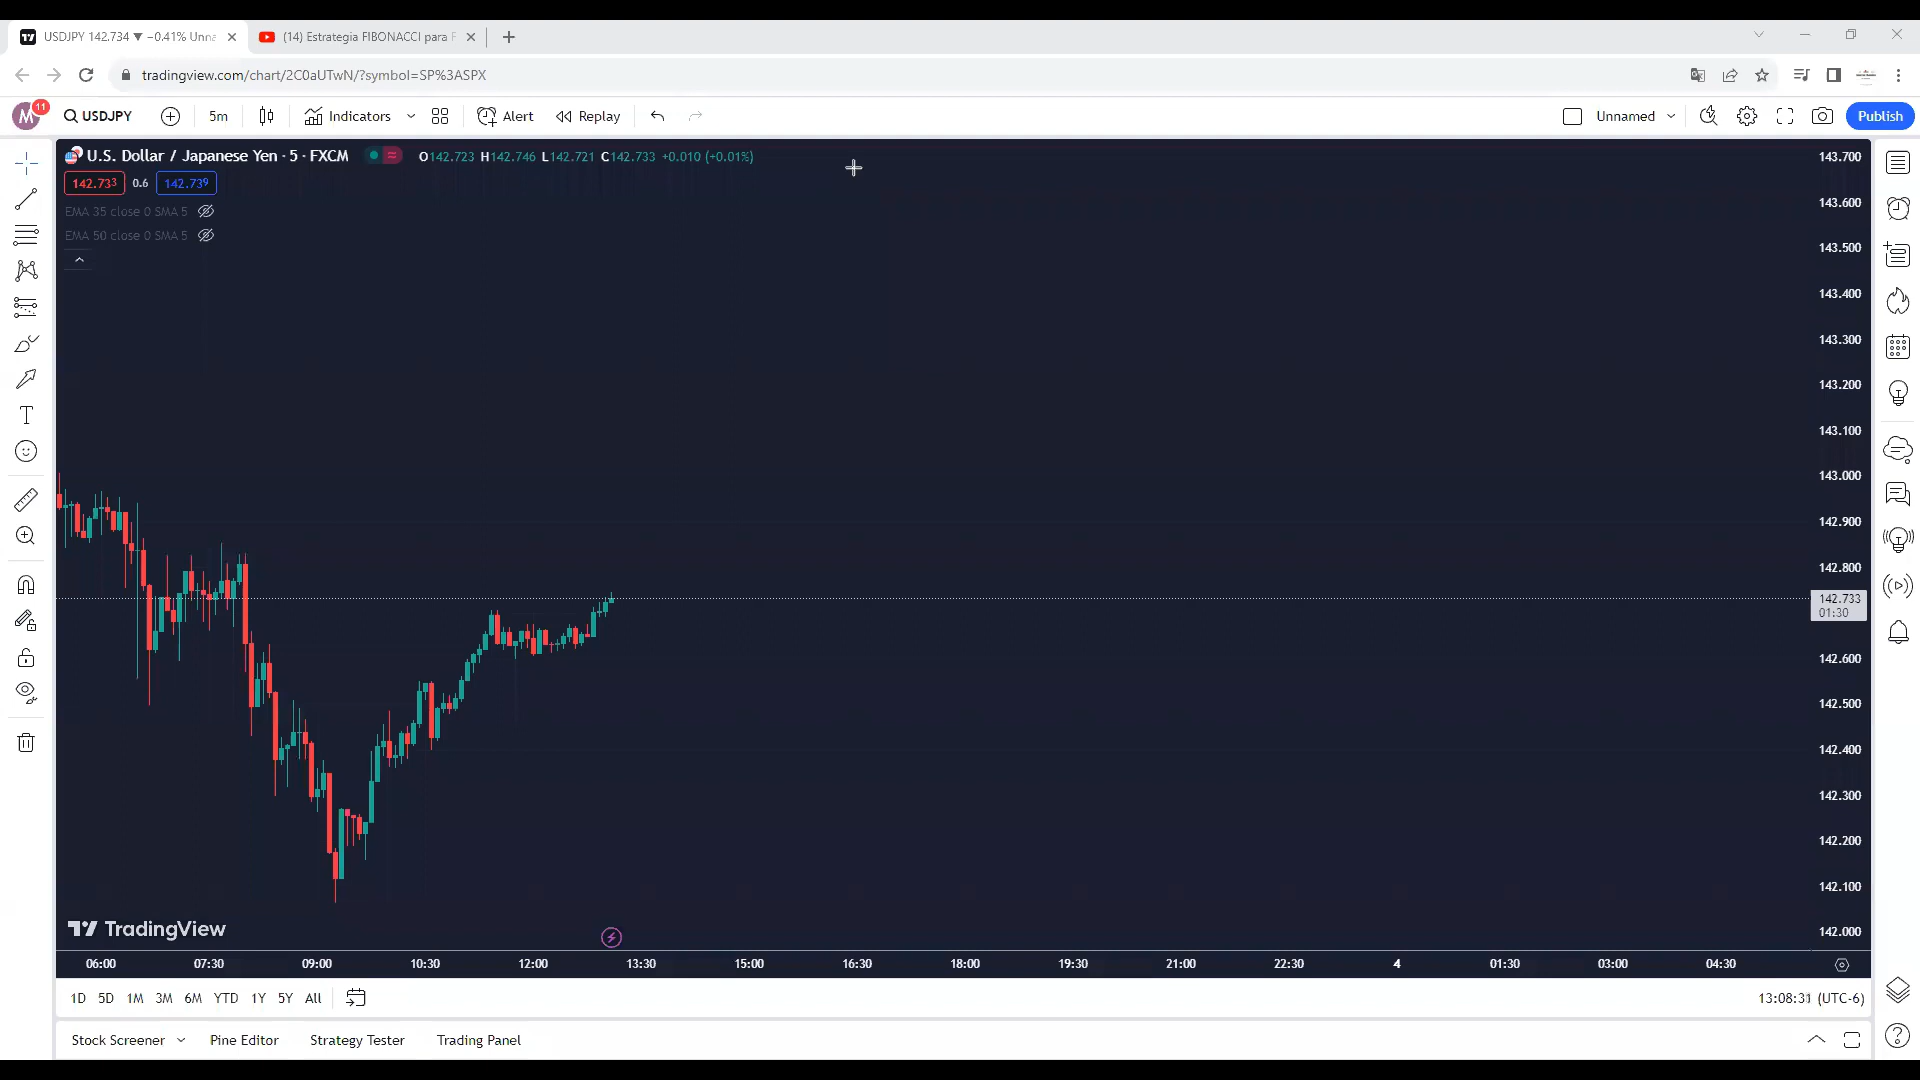 USDJPY 142.734 ▼ −0.41% Unna
(14) Estrategia FIBONACCI para F
tradingview.com/chart/2C0aUTwN/?symbol=SP%3ASPX
M 11 USDJPY 5m Indicators Alert Replay Unnamed Publish
U.S. Dollar / Japanese Yen · 5 · FXCM O142.723 H142.746 L142.721 C142.733 +0.010 (+0.01%)
142.733 0.6 142.739
EMA 35 close 0 SMA 5
EMA 50 close 0 SMA 5
143.700
143.600
143.500
143.400
143.300
143.200
143.100
143.000
142.900
142.800
142.733
01:30
142.600
142.500
142.400
142.300
142.200
142.100
142.000
TradingView
06:00 07:30 09:00 10:30 12:00 13:30 15:00 16:30 18:00 19:30 21:00 22:30 4 01:30 03:00 04:30
1D 5D 1M 3M 6M YTD 1Y 5Y All 13:08:31 (UTC-6)
Stock Screener Pine Editor Strategy Tester Trading Panel